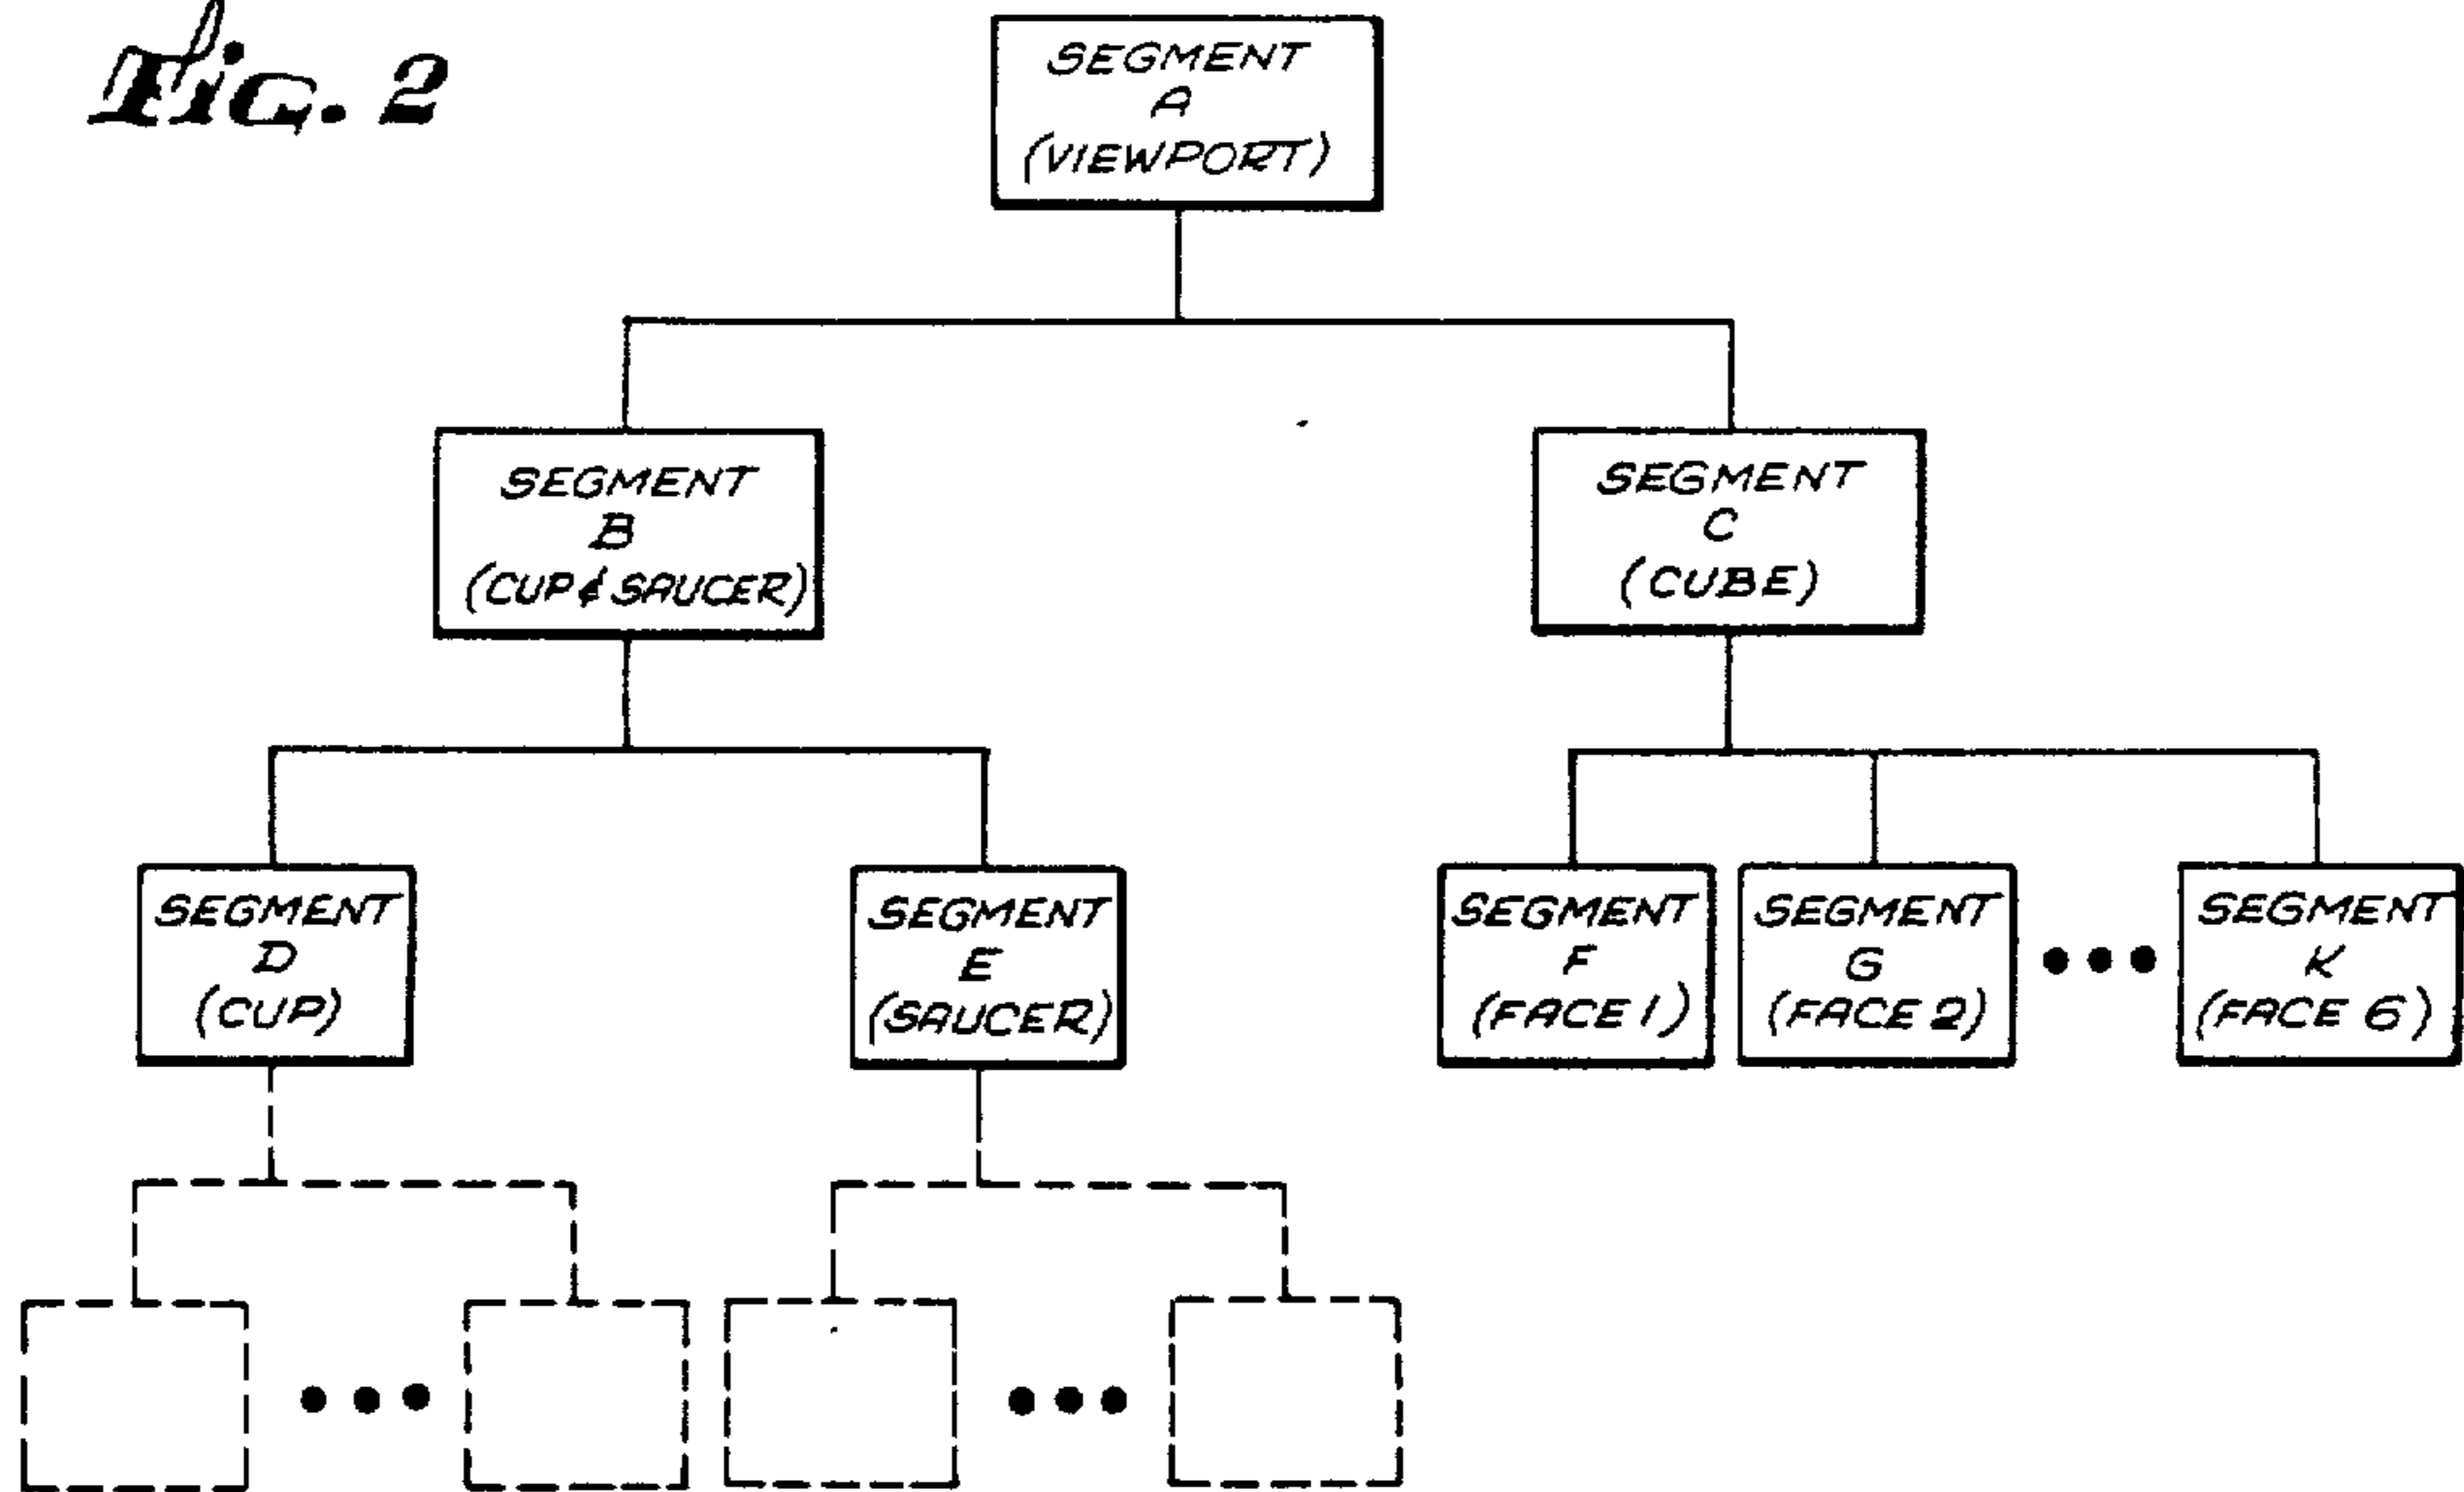 Fig. 2
SEGMENT
A
(VIEWPORT)
SEGMENT
B
(CUP & SAUCER)
SEGMENT
C
(CUBE)
SEGMENT
D
(CUP)
SEGMENT
E
(SAUCER)
SEGMENT
F
(FACE 1)
SEGMENT
G
(FACE 2)
SEGMENT
K
(FACE 6)